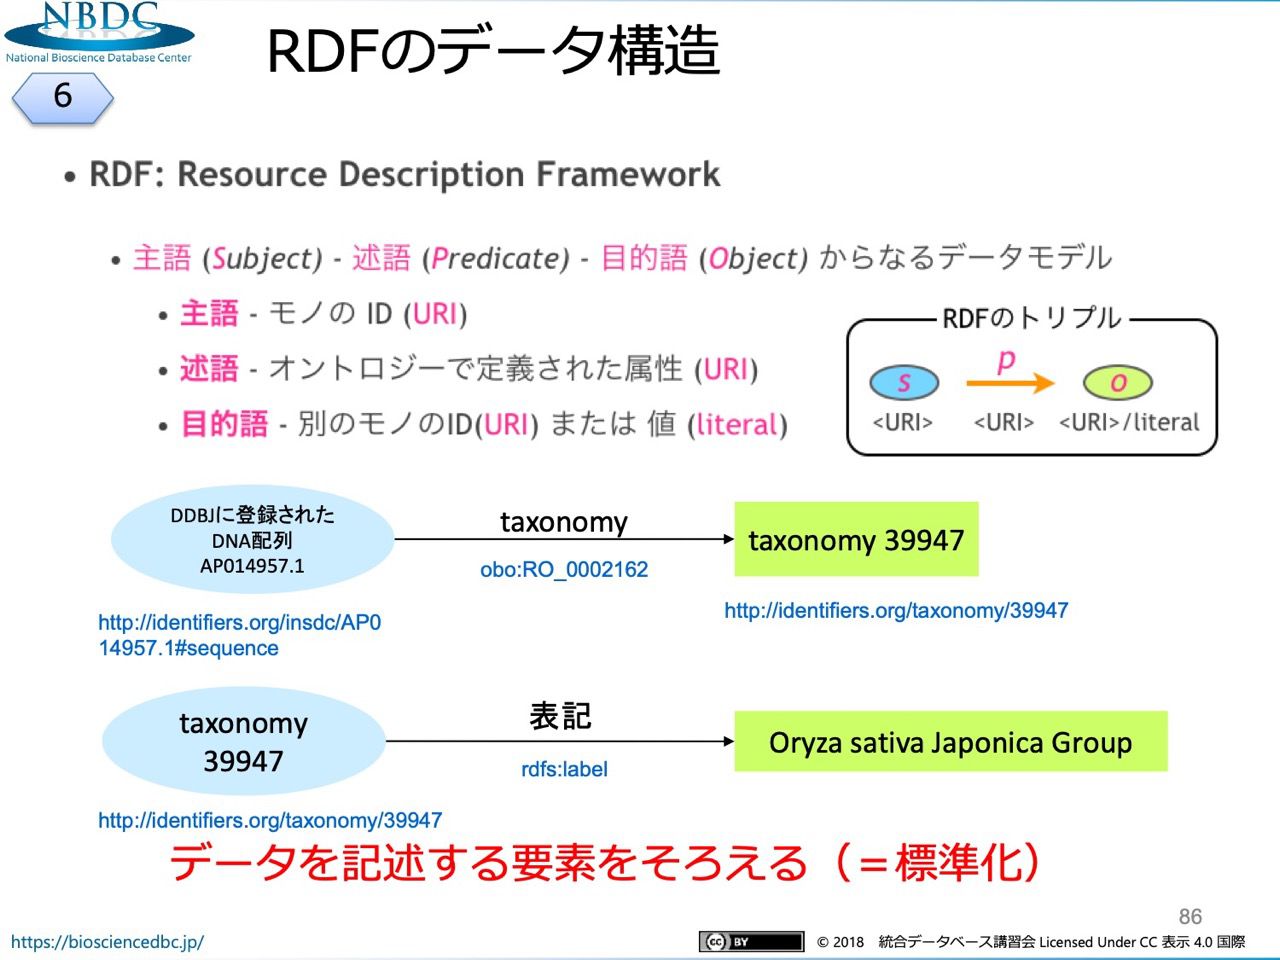 NBDC
National Bioscience Database Center
RDFのデータ構造
6
• RDF: Resource Description Framework
• 主語 (Subject) - 述語 (Predicate) - 目的語 (Object) からなるデータモデル
• 主語 - モノの ID (URI)
• 述語 - オントロジーで定義された属性 (URI)
• 目的語 - 別のモノのID(URI) または 値 (literal)
RDFのトリプル
S
P
O
<URI>
<URI>
<URI>/literal
DDBJに登録された
DNA配列
AP014957.1
taxonomy
obo:RO_0002162
taxonomy 39947
http://identifiers.org/insdc/AP0
14957.1#sequence
http://identifiers.org/taxonomy/39947
taxonomy
39947
表記
rdfs:label
Oryza sativa Japonica Group
http://identifiers.org/taxonomy/39947
データを記述する要素をそろえる（＝標準化）
86
https://biosciencedbc.jp/
cc BY
© 2018 統合データベース講習会 Licensed Under CC 表示 4.0 国際